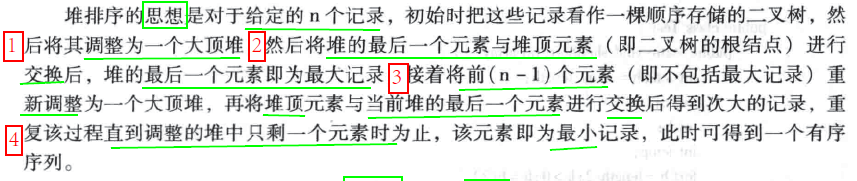 堆排序的思想是对于给定的 n 个记录，初始时把这些记录看作一棵顺序存储的二叉树，然
1 后将其调整为一个大顶堆 2 然后将堆的最后一个元素与堆顶元素（即二叉树的根结点）进行
交换后，堆的最后一个元素即为最大记录 3 接着将前(n-1)个元素（即不包括最大记录）重
新调整为一个大顶堆，再将堆顶元素与当前堆的最后一个元素进行交换后得到次大的记录，重
4 复该过程直到调整的堆中只剩一个元素时为止，该元素即为最小记录，此时可得到一个有序
序列。